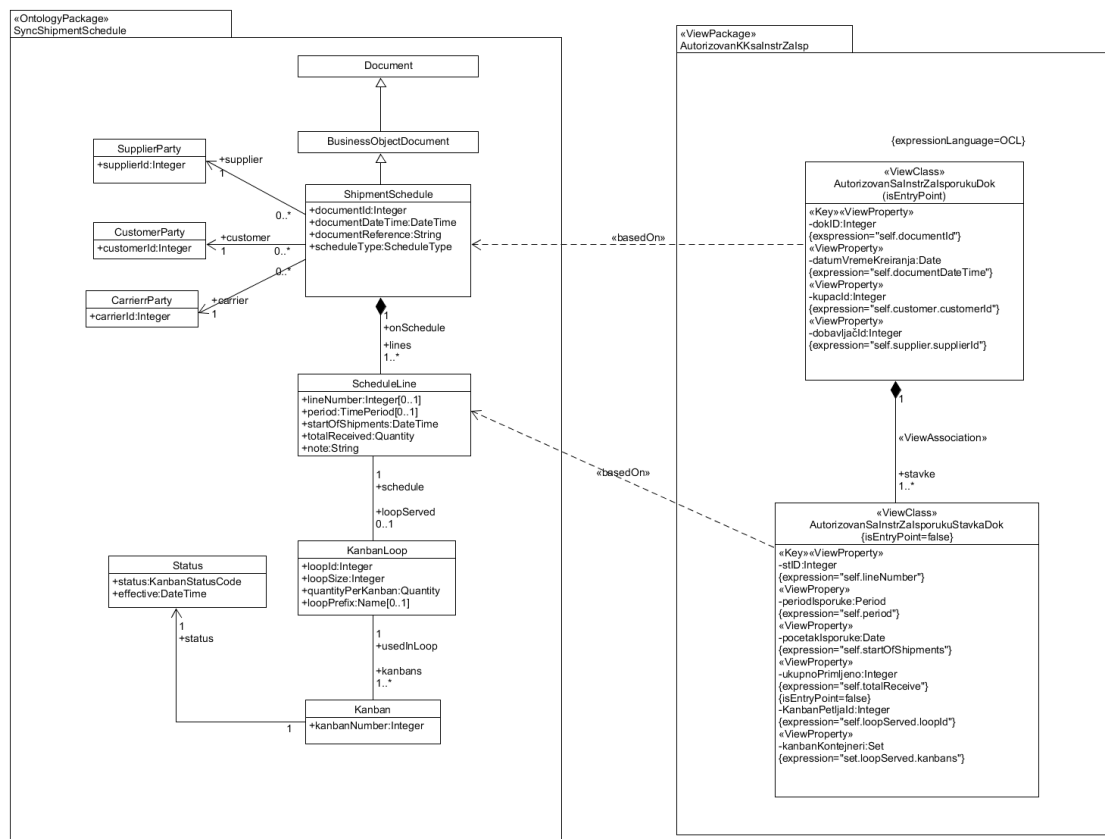 «OntologyPackage»
SyncShipmentSchedule
Document
BusinessObjectDocument
SupplierParty
+supplierId:Integer
+supplier
1
0..*
CustomerParty
+customerId:Integer
+customer
1
0..*
CarrierrParty
+carrierId:Integer
+carrier
1
0..*
ShipmentSchedule
+documentId:Integer
+documentDateTime:DateTime
+documentReference:String
+scheduleType:ScheduleType
1
+onSchedule
+lines
1..*
ScheduleLine
+lineNumber:Integer[0..1]
+period:TimePeriod[0..1]
+startOfShipments:DateTime
+totalReceived:Quantity
+note:String
1
+schedule
+loopServed
0..1
KanbanLoop
+loopId:Integer
+loopSize:Integer
+quantityPerKanban:Quantity
+loopPrefix:Name[0..1]
1
+usedInLoop
+kanbans
1..*
Kanban
+kanbanNumber:Integer
Status
+status:KanbanStatusCode
+effective:DateTime
1
+status
1
«basedOn»
«basedOn»
«ViewPackage»
AutorizovanKKsaInstrZaIsp
{expressionLanguage=OCL}
«ViewClass»
AutorizovanSaInstrZaIsporukuDok
(isEntryPoint)
«Key»«ViewProperty»
-dokID:Integer
{exspression="self.documentId"}
«ViewProperty»
-datumVremeKreiranja:Date
{expression="self.documentDateTime"}
«ViewProperty»
-kupacId:Integer
{expression="self.customer.customerId"}
«ViewProperty»
-dobavljačId:Integer
{expression="self.supplier.supplierId"}
1
«ViewAssociation»
+stavke
1..*
«ViewClass»
AutorizovanSaInstrZaIsporukuStavkaDok
{isEntryPoint=false}
«Key»«ViewProperty»
-stID:Integer
{expression="self.lineNumber"}
«ViewPropery»
-periodIsporuke:Period
{expression="self.period"}
«ViewProperty»
-pocetakIsporuke:Date
{expression="self.startOfShipments"}
«ViewProperty»
-ukupnoPrimljeno:Integer
{expression="self.totalReceive"}
{isEntryPoint=false}
-KanbanPetljaId:Integer
{expression="self.loopServed.loopId"}
«ViewProperty»
-kanbanKontejneri:Set
{expression="set.loopServed.kanbans"}